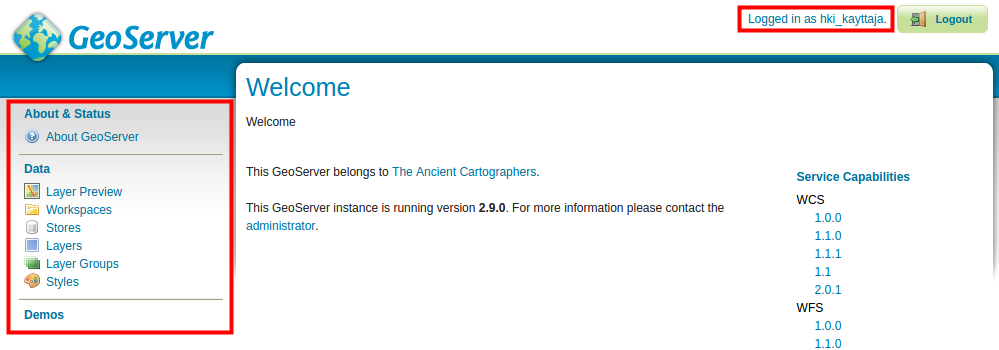 GeoServer
Logged in as hki_kayttaja.
Logout
About & Status
About GeoServer
Data
Layer Preview
Workspaces
Stores
Layers
Layer Groups
Styles
Demos
Welcome
Welcome
This GeoServer belongs to The Ancient Cartographers.
This GeoServer instance is running version 2.9.0. For more information please contact the
administrator.
Service Capabilities
WCS
1.0.0
1.1.0
1.1.1
1.1
2.0.1
WFS
1.0.0
1.1.0